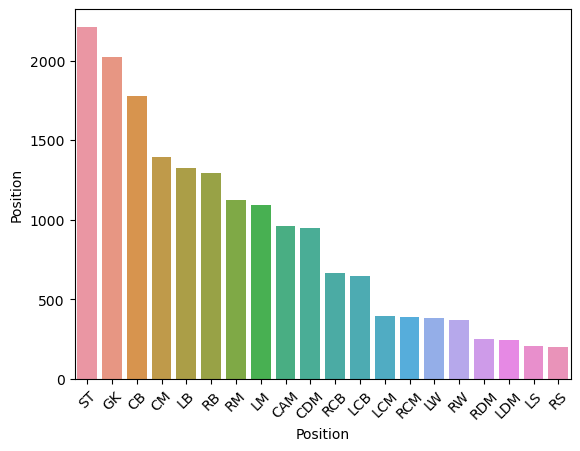 2000
1500
1000
500
0
Position
ST GK CB CM LB RB RM LM CAM CDM RCB LCB LCM RCM LW RW RDM LDM LS RS
Position